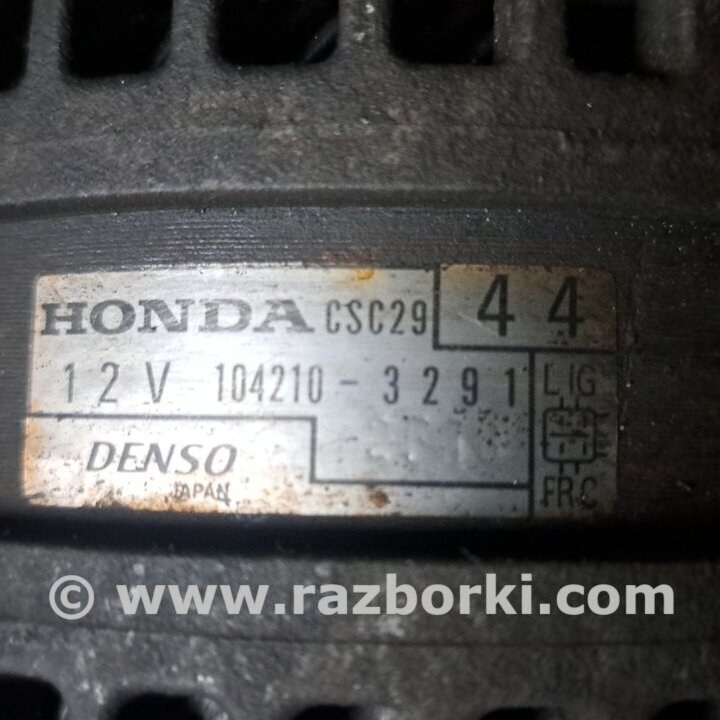 HONDA CSC29 44
12V 104210-3291 L IG
DENSO
JAPAN FR C
© www.razborki.com